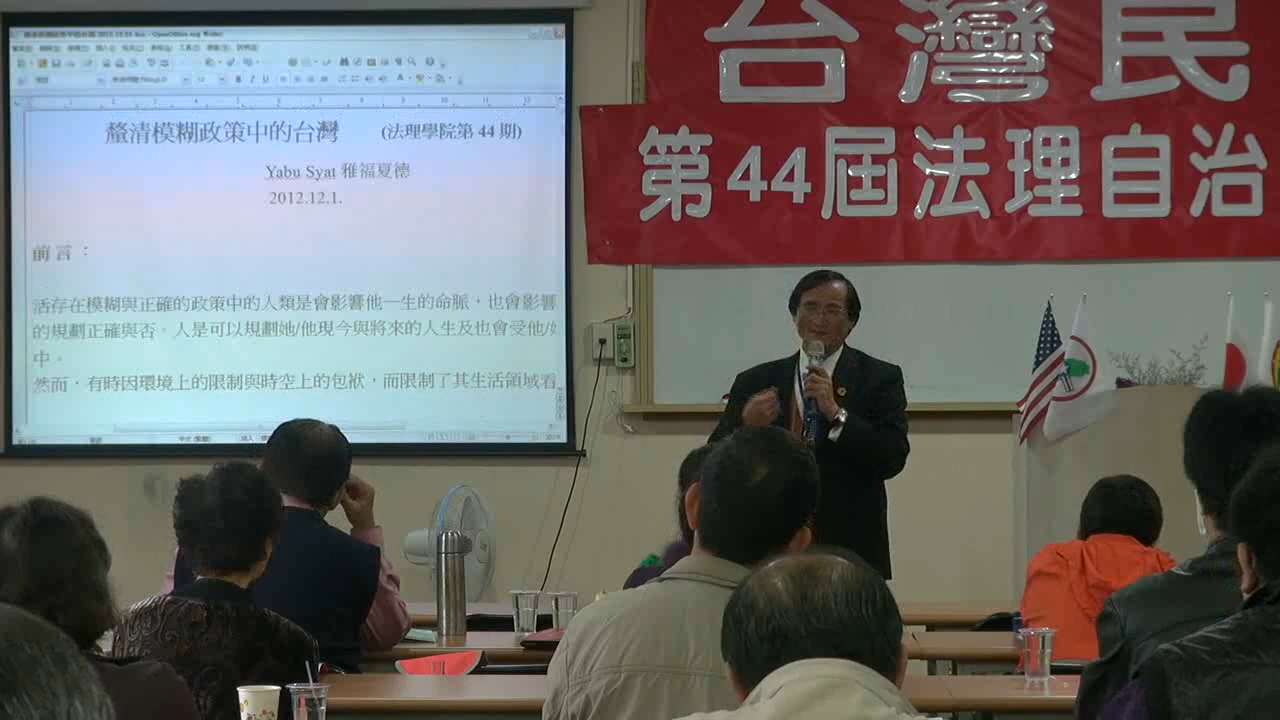 釐清模糊政策中的台灣 (法理學院第 44 期)
Yabu Syat 雅福夏德
2012.12.1.
前言：
活存在模糊與正確的政策中的人類是會影響他一生的命脈，也會影響
的規劃正確與否。人是可以規劃她/他現今與將來的人生及也會受他/
中。
然而，有時因環境上的限制與時空上的包袱，而限制了其生活領域看
台灣民
第44屆法理自治